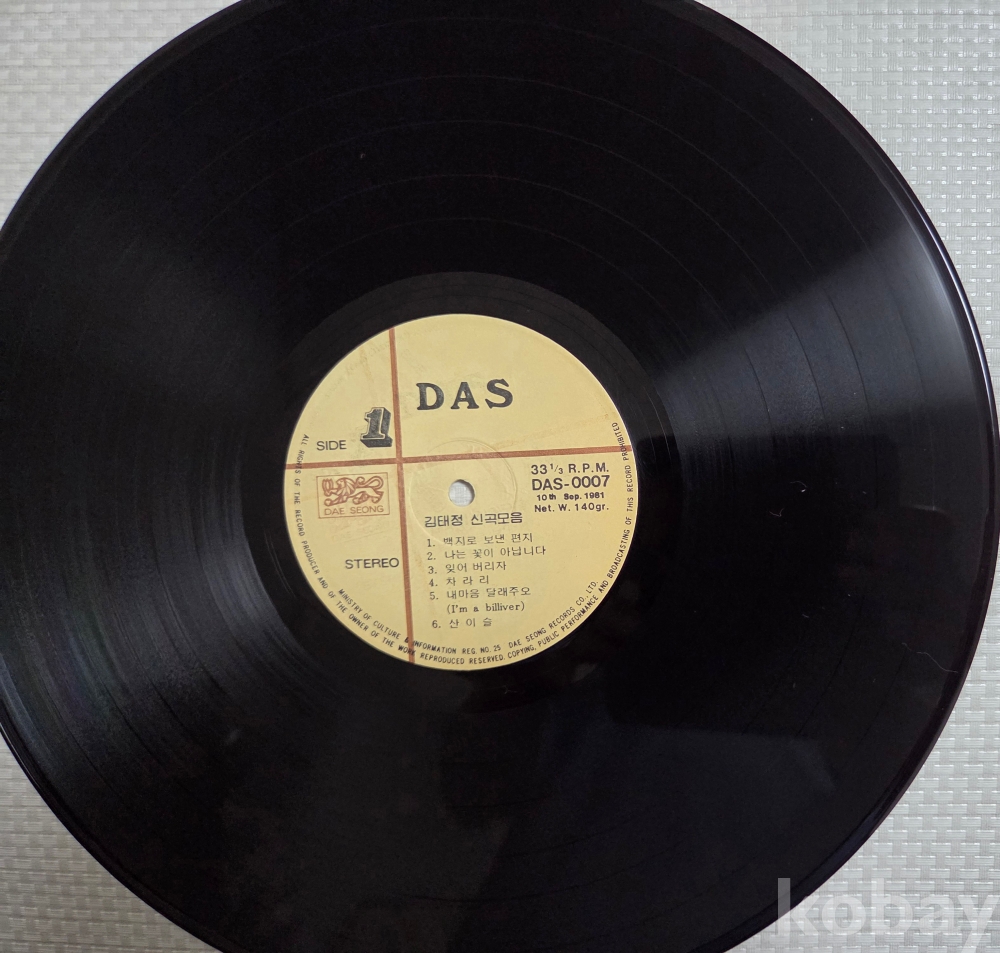 DAS
SIDE 1
33 1/3 R.P.M.
DAS-0007
10th Sep. 1981
Net. W. 140gr.
DAE SEONG
STEREO
김태정 신곡모음
1. 백지로 보낸 편지
2. 나는 꽃이 아닙니다
3. 잊어 버리자
4. 차 라 리
5. 내마음 달래주오
(I'm a billiver)
6. 산 이 슬
ALL RIGHTS OF THE RECORD PRODUCER AND OF THE OWNER OF THE WORK REPRODUCED RESERVED. COPYING, PUBLIC PERFORMANCE AND BROADCASTING OF THIS RECORD PROHIBITED
MINISTRY OF CULTURE & INFORMATION REG. NO. 25 DAE SEONG RECORDS CO., LTD.
kobay